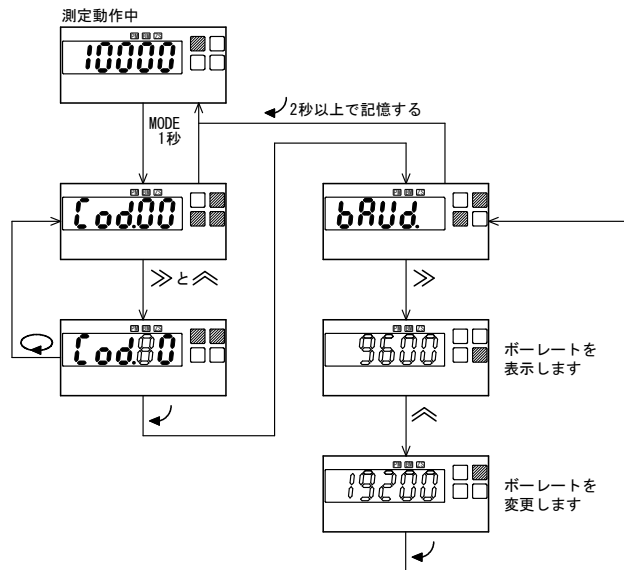 測定動作中
10000
MODE
1秒
2秒以上で記憶する
Cod.00
bAUd.
≫と︽
≫
Cod.8 0
9600
ボーレートを
表示します
︽
19200
ボーレートを
変更します